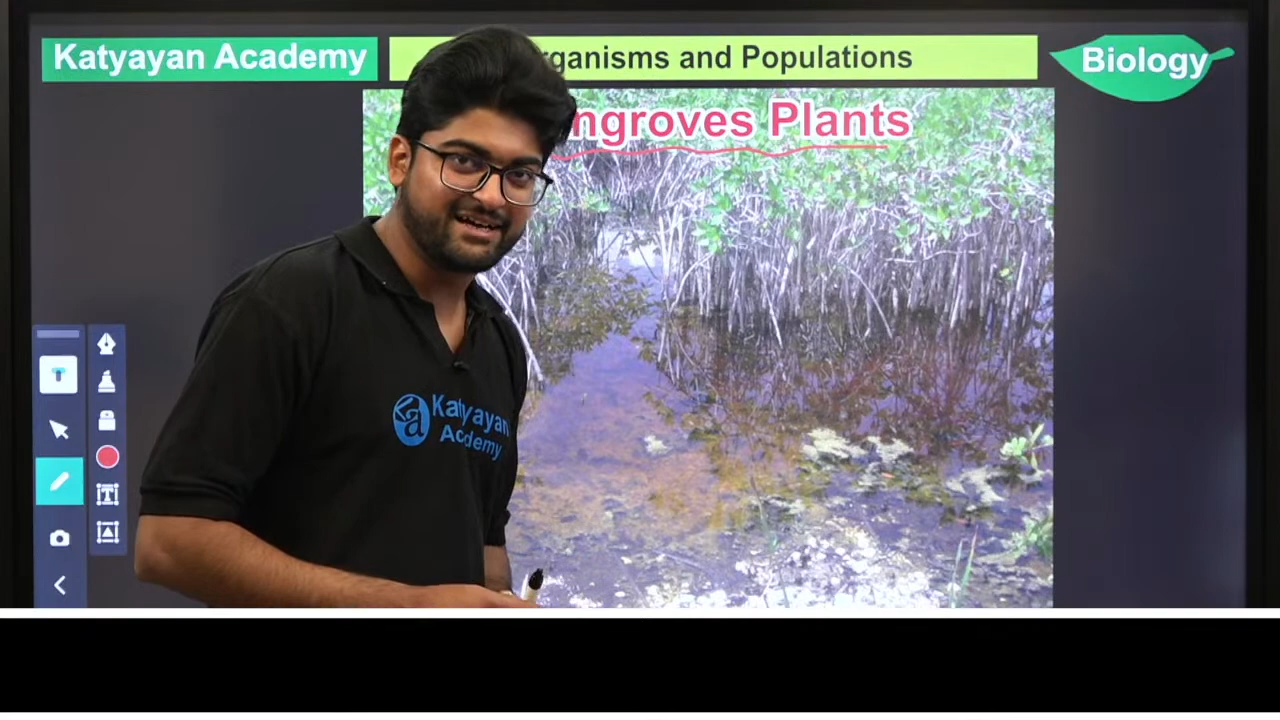 Katyayan Academy
rganisms and Populations
Biology
ngroves Plants
Katyayan
Academy